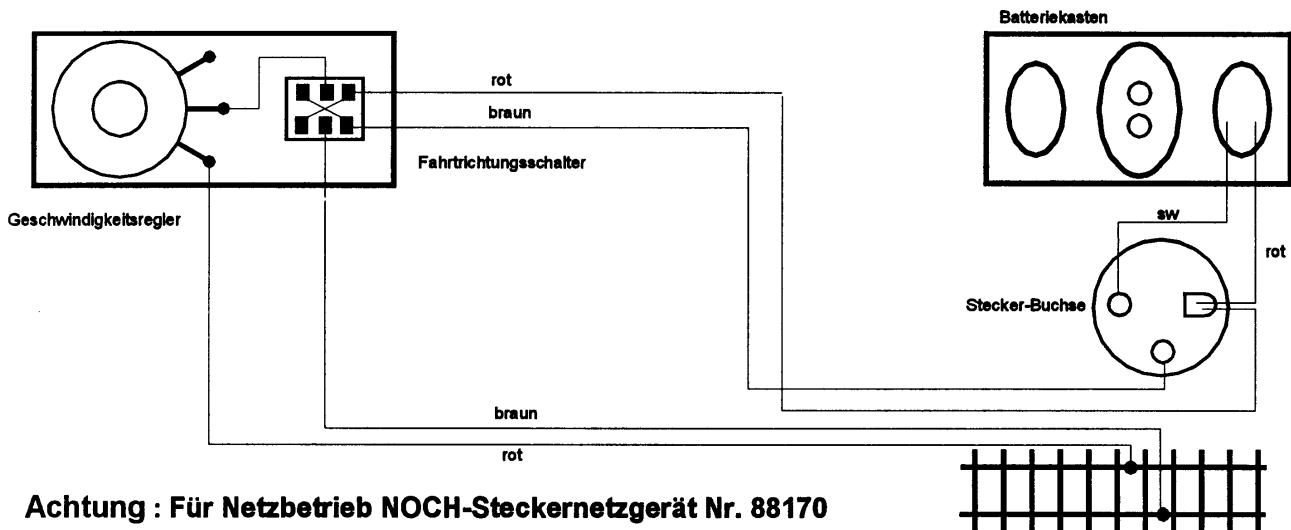 Batteriekasten
rot
braun
Fahrtrichtungsschalter
Geschwindigkeitsregler
sw
rot
Stecker-Buchse
braun
rot
Achtung : Für Netzbetrieb NOCH-Steckernetzgerät Nr. 88170